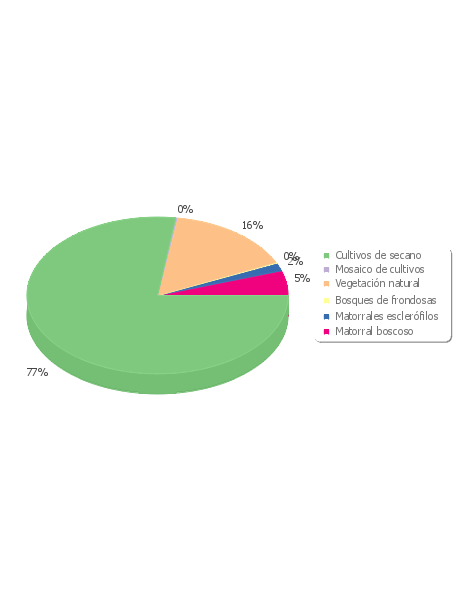 0%
16%
0%
2%
5%
77%
Cultivos de secano
Mosaico de cultivos
Vegetación natural
Bosques de frondosas
Matorrales esclerófilos
Matorral boscoso